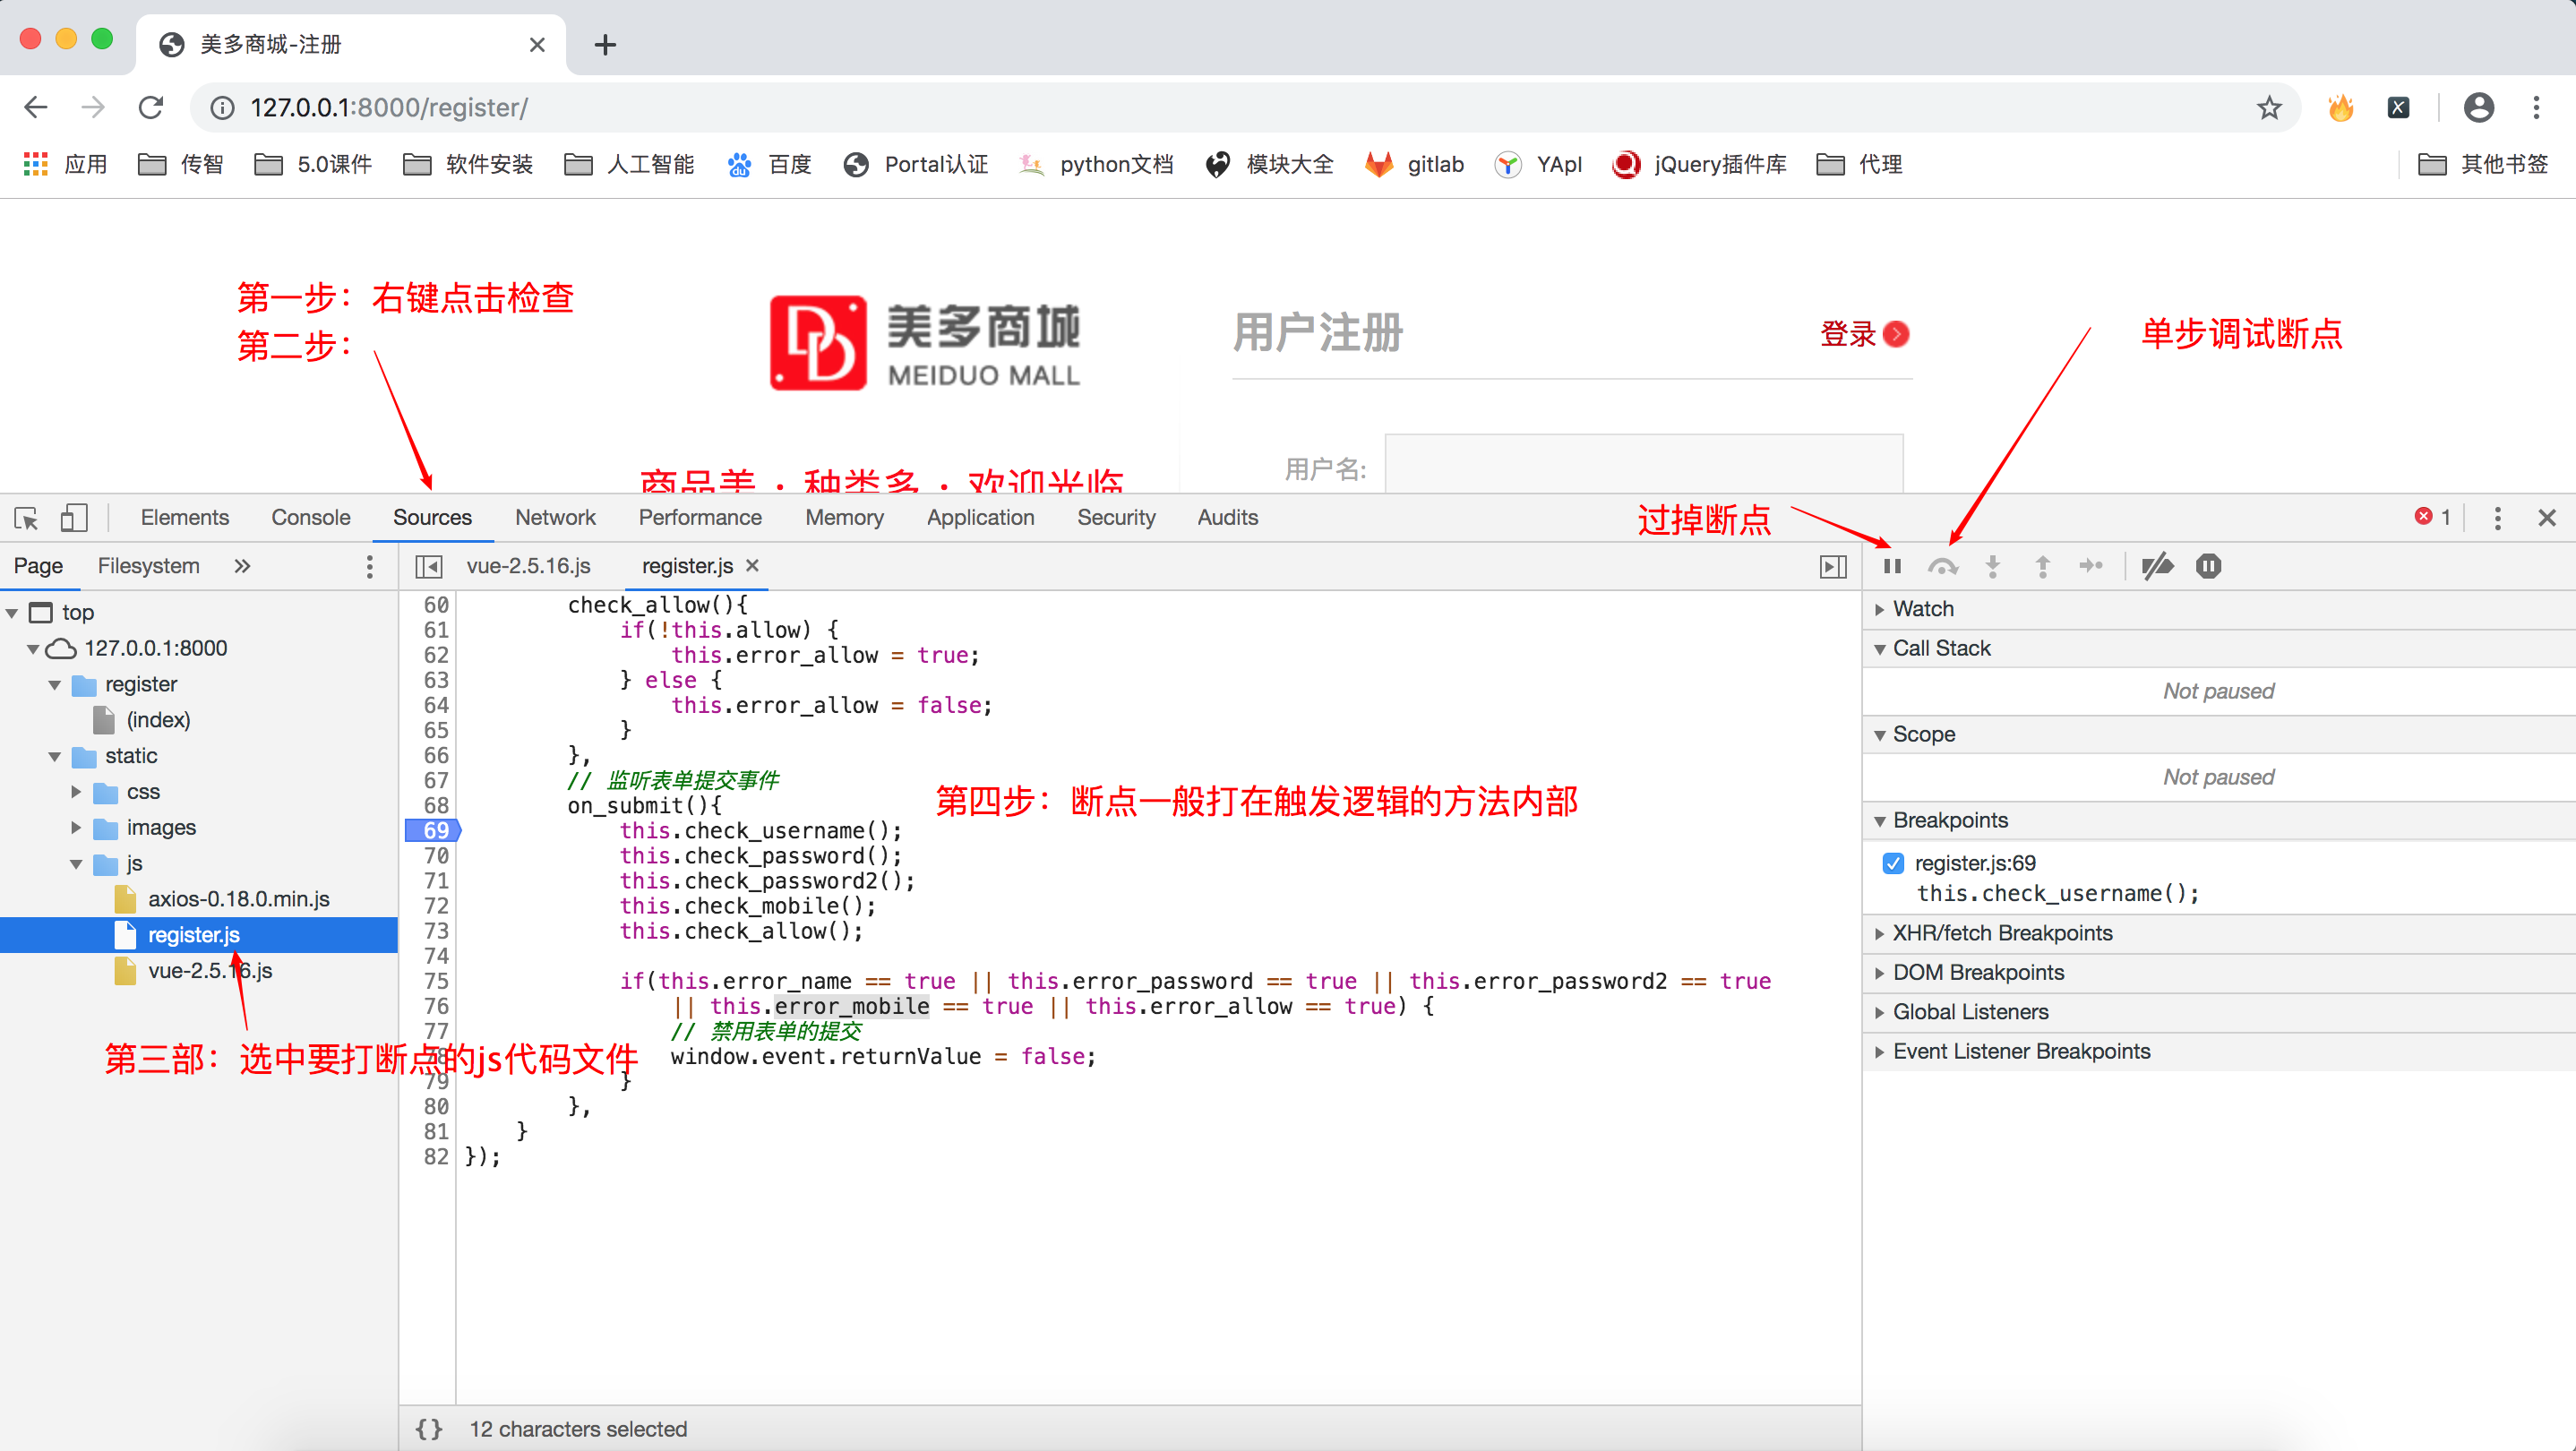 美多商城-注册
127.0.0.1:8000/register/
应用 传智 5.0课件 软件安装 人工智能 百度 Portal认证 python文档 模块大全 gitlab YApI jQuery插件库 代理 其他书签
第一步：右键点击检查
第二步：
美多商城
MEIDUO MALL
用户注册
登录
单步调试断点
用户名:
商品美 · 种类多 · 欢迎光临
过掉断点
Elements Console Sources Network Performance Memory Application Security Audits 1
Page Filesystem »
vue-2.5.16.js register.js
top
127.0.0.1:8000
register
(index)
static
css
images
js
axios-0.18.0.min.js
register.js
vue-2.5.16.js
第三部：选中要打断点的js代码文件
60 check_allow(){
61 if(!this.allow) {
62 this.error_allow = true;
63 } else {
64 this.error_allow = false;
65 }
66 },
67 // 监听表单提交事件
68 on_submit(){
第四步：断点一般打在触发逻辑的方法内部
69 this.check_username();
70 this.check_password();
71 this.check_password2();
72 this.check_mobile();
73 this.check_allow();
74
75 if(this.error_name == true || this.error_password == true || this.error_password2 == true
76 || this.error_mobile == true || this.error_allow == true) {
77 // 禁用表单的提交
78 window.event.returnValue = false;
79 }
80 },
81 }
82 });
{} 12 characters selected
Watch
Call Stack
Not paused
Scope
Not paused
Breakpoints
register.js:69
this.check_username();
XHR/fetch Breakpoints
DOM Breakpoints
Global Listeners
Event Listener Breakpoints